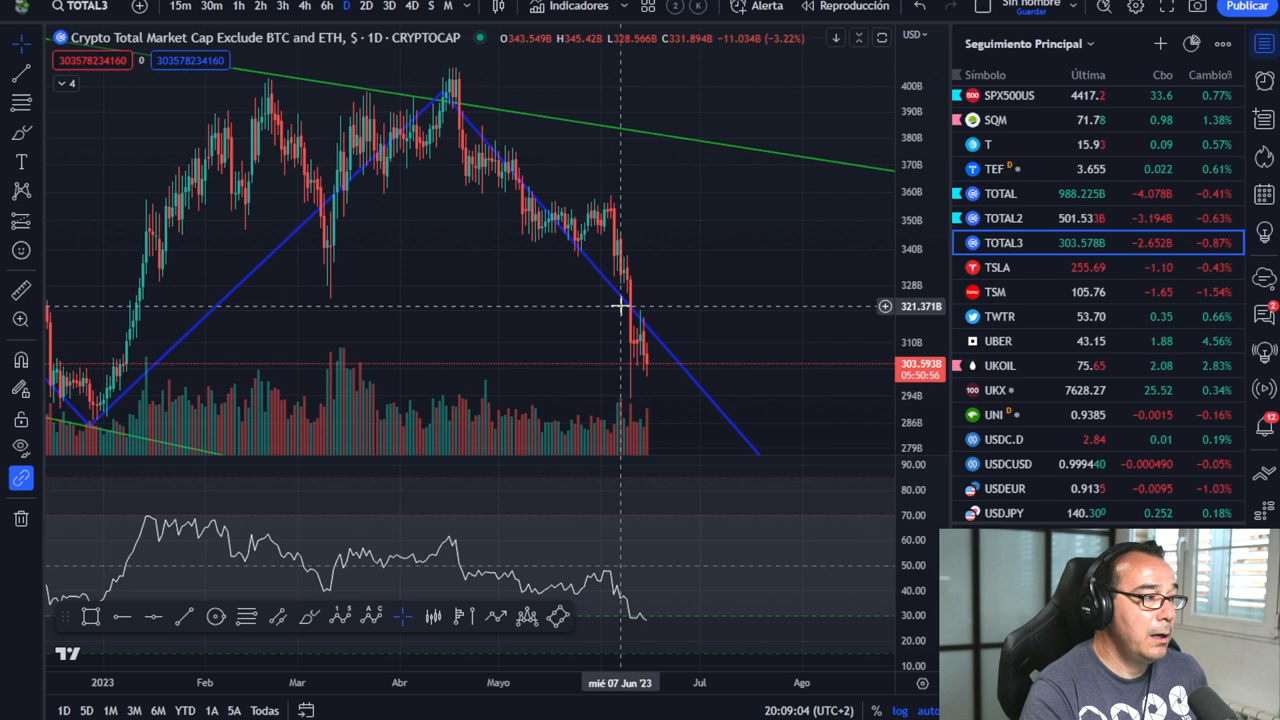 TOTAL3
15m 30m 1h 2h 3h 4h 6h D 2D 3D 4D S M
Indicadores
2
1
Alerta
Reproducción
Sin nombre
Guardar
Publicar
Crypto Total Market Cap Exclude BTC and ETH, $ · 1D · CRYPTOCAP
O343.549B H345.42B L328.566B C331.894B −11.034B (−3.22%)
USD
303578234160 0 303578234160
4
400B
390B
380B
370B
360B
350B
340B
328B
321.371B
310B
303.593B
05:50:56
294B
286B
279B
90.00
80.00
70.00
60.00
50.00
40.00
30.00
20.00
10.00
2023 Feb Mar Abr Mayo mié 07 Jun '23 Jul Ago
1D 5D 1M 3M 6M YTD 1A 5A Todas
20:09:04 (UTC+2) % log auto
Seguimiento Principal
Símbolo Última Cbo Cambio%
SPX500US 4417.2 33.6 0.77%
SQM 71.78 0.98 1.38%
T 15.93 0.09 0.57%
TEF D 3.655 0.022 0.61%
TOTAL 988.225B −4.078B −0.41%
TOTAL2 501.533B −3.194B −0.63%
TOTAL3 303.578B −2.652B −0.87%
TSLA 255.69 −1.10 −0.43%
TSM 105.76 −1.65 −1.54%
TWTR 53.70 0.35 0.66%
UBER 43.15 1.88 4.56%
UKOIL 75.65 2.08 2.83%
UKX 7628.27 25.52 0.34%
UNI D 0.9385 −0.0015 −0.16%
USDC.D 2.84 0.01 0.19%
USDCUSD 0.999440 −0.000490 −0.05%
USDEUR 0.9135 −0.0095 −1.03%
USDJPY 140.300 0.252 0.18%
2
12